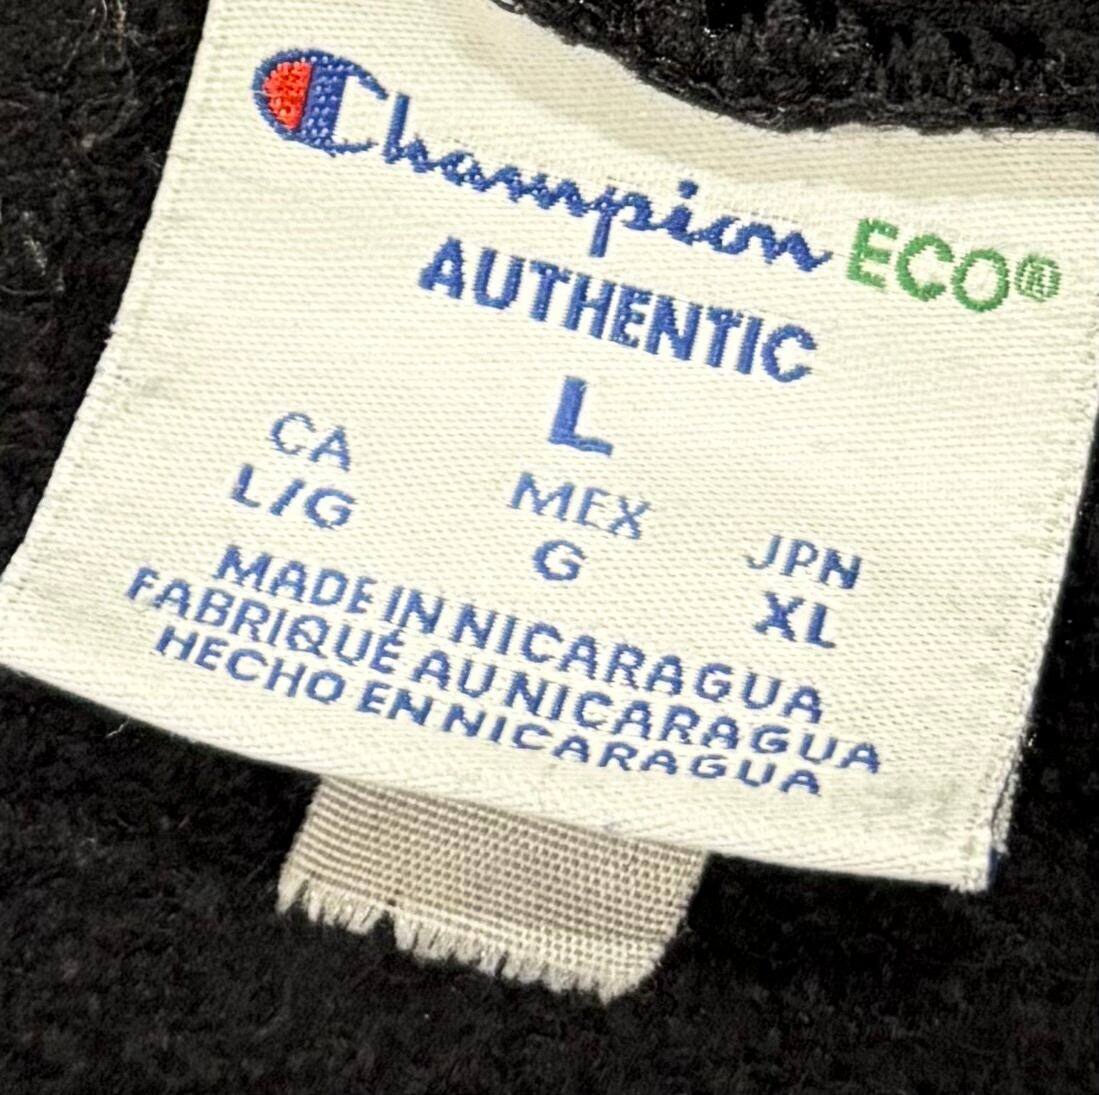 Champion ECO®
AUTHENTIC
L
CA MEX JPN
L/G G XL
MADE IN NICARAGUA
FABRIQUÉ AU NICARAGUA
HECHO EN NICARAGUA